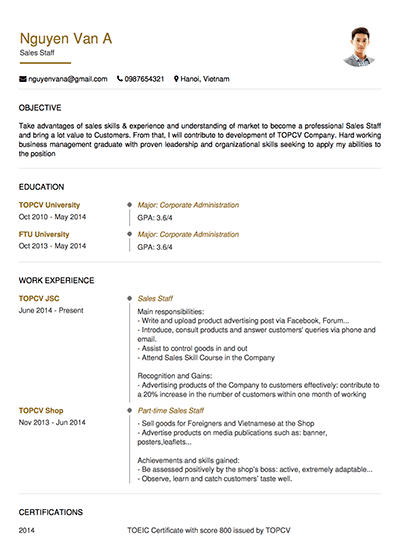 Nguyen Van A
Sales Staff
nguyenvana@gmail.com 0987654321 Hanoi, Vietnam
OBJECTIVE
Take advantages of sales skills & experience and understanding of market to become a professional Sales Staff
and bring a lot value to Customers. From that, I will contribute to development of TOPCV Company. Hard working
business management graduate with proven leadership and organizational skills seeking to apply my abilities to
the position
EDUCATION
TOPCV University Major: Corporate Administration
Oct 2010 - May 2014 GPA: 3.6/4
FTU University Major: Corporate Administration
Oct 2013 - May 2014 GPA: 3.6/4
WORK EXPERIENCE
TOPCV JSC Sales Staff
June 2014 - Present Main responsibilities:
- Write and upload product advertising post via Facebook, Forum...
- Introduce, consult products and answer customers' queries via phone and
email.
- Assist to control goods in and out
- Attend Sales Skill Course in the Company
Recognition and Gains:
- Advertising products of the Company to customers effectively: contribute to
a 20% increase in the number of customers within one month of working
TOPCV Shop Part-time Sales Staff
Nov 2013 - Jun 2014 - Sell goods for Foreigners and Vietnamese at the Shop
- Advertise products on media publications such as: banner,
posters,leaflets...
Achievements and skills gained:
- Be assessed positively by the shop's boss: active, extremely adaptable...
- Observe, learn and catch customers' taste well.
CERTIFICATIONS
2014 TOEIC Certificate with score 800 issued by TOPCV